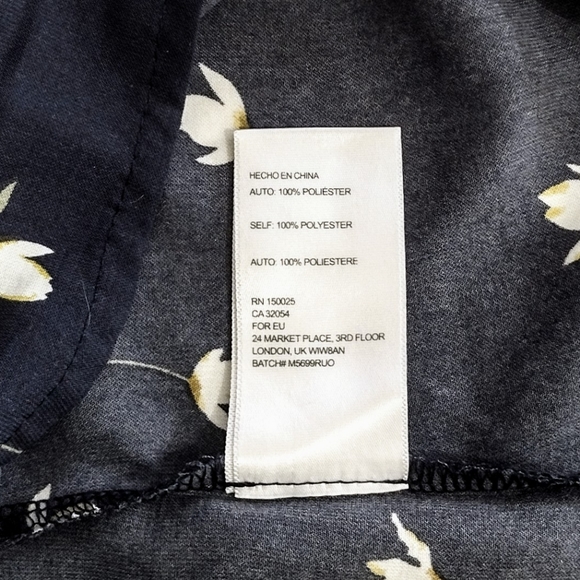 HECHO EN CHINA
AUTO: 100% POLIÉSTER
SELF: 100% POLYESTER
AUTO: 100% POLIESTERE
RN 150025
CA 32054
FOR EU
24 MARKET PLACE, 3RD FLOOR
LONDON, UK WIW8AN
BATCH# M5699RUO